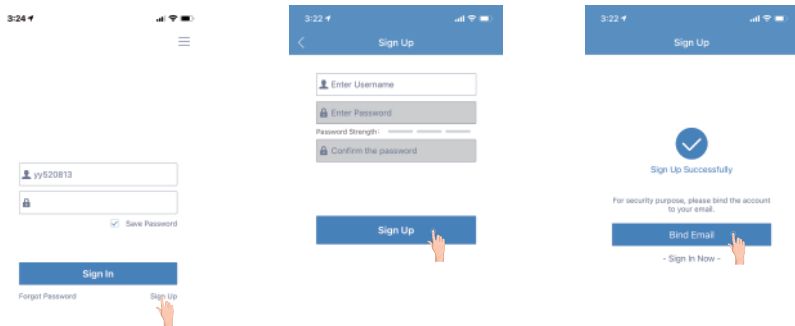 3:24
yy520813
Save Password
Sign In
Forgot Password
Sign Up
3:22
Sign Up
Enter Username
Enter Password
Password Strength:
Confirm the password
Sign Up
3:22
Sign Up
Sign Up Successfully
For security purpose, please bind the account
to your email.
Bind Email
- Sign In Now -